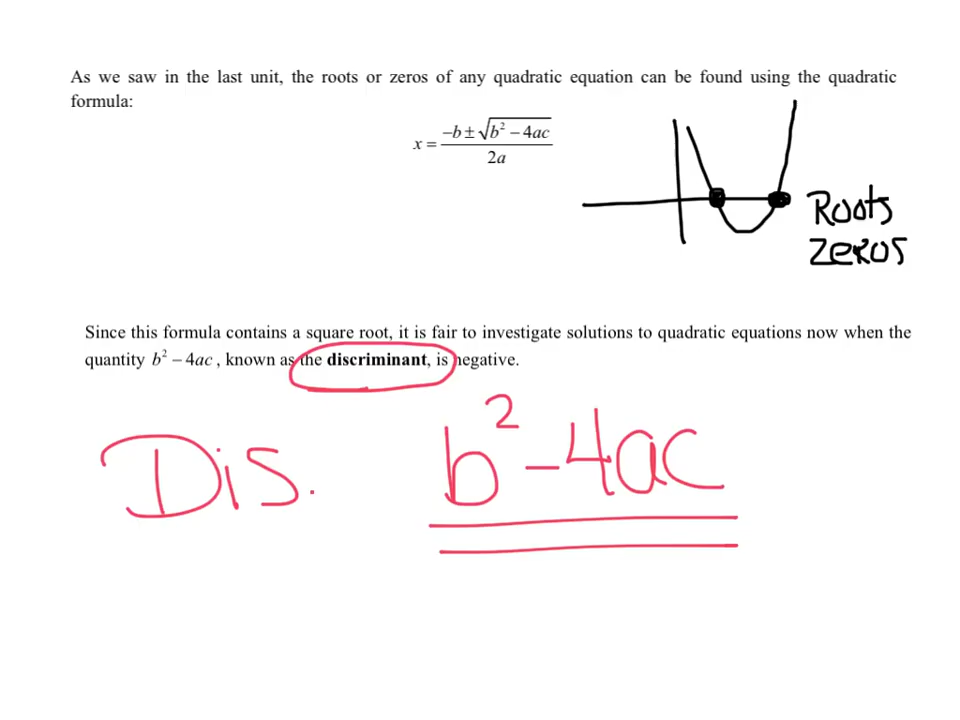 As we saw in the last unit, the roots or zeros of any quadratic equation can be found using the quadratic
formula:
x = (−b ± √(b² − 4ac)) / 2a
Roots
zeros
Since this formula contains a square root, it is fair to investigate solutions to quadratic equations now when the
quantity b² − 4ac, known as the discriminant, is negative.
Dis. b² − 4ac